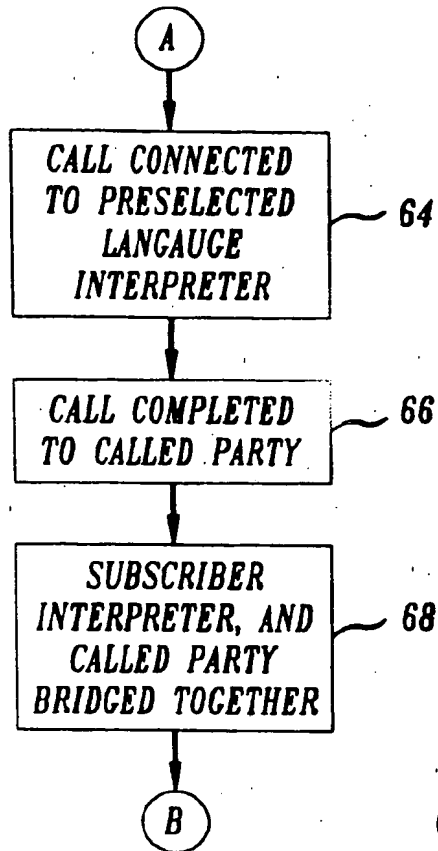 A
CALL CONNECTED
TO PRESELECTED
LANGAUGE
INTERPRETER
64
CALL COMPLETED
TO CALLED PARTY
66
SUBSCRIBER
INTERPRETER, AND
CALLED PARTY
BRIDGED TOGETHER
68
B